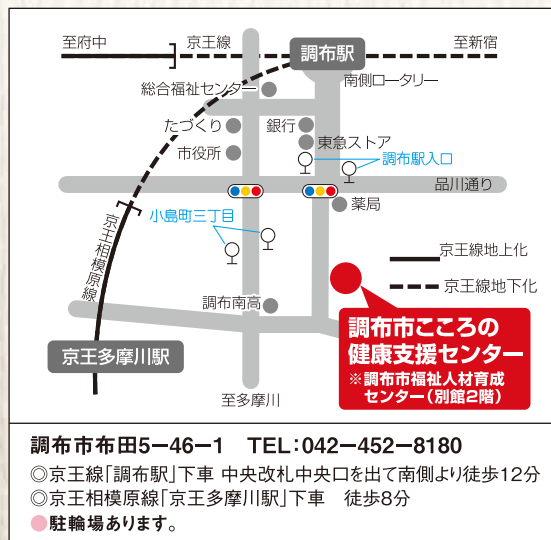 至府中
京王線
調布駅
至新宿
南側ロータリー
総合福祉センター
たづくり
銀行
東急ストア
市役所
調布駅入口
品川通り
薬局
小島町三丁目
京王相模原線
京王線地上化
京王線地下化
調布南高
調布市こころの
健康支援センター
※調布市福祉人材育成
センター(別館2階)
京王多摩川駅
至多摩川
調布市布田5−46−1 TEL:042−452−8180
◎京王線「調布駅」下車 中央改札中央口を出て南側より徒歩12分
◎京王相模原線「京王多摩川駅」下車 徒歩8分
●駐輪場あります。